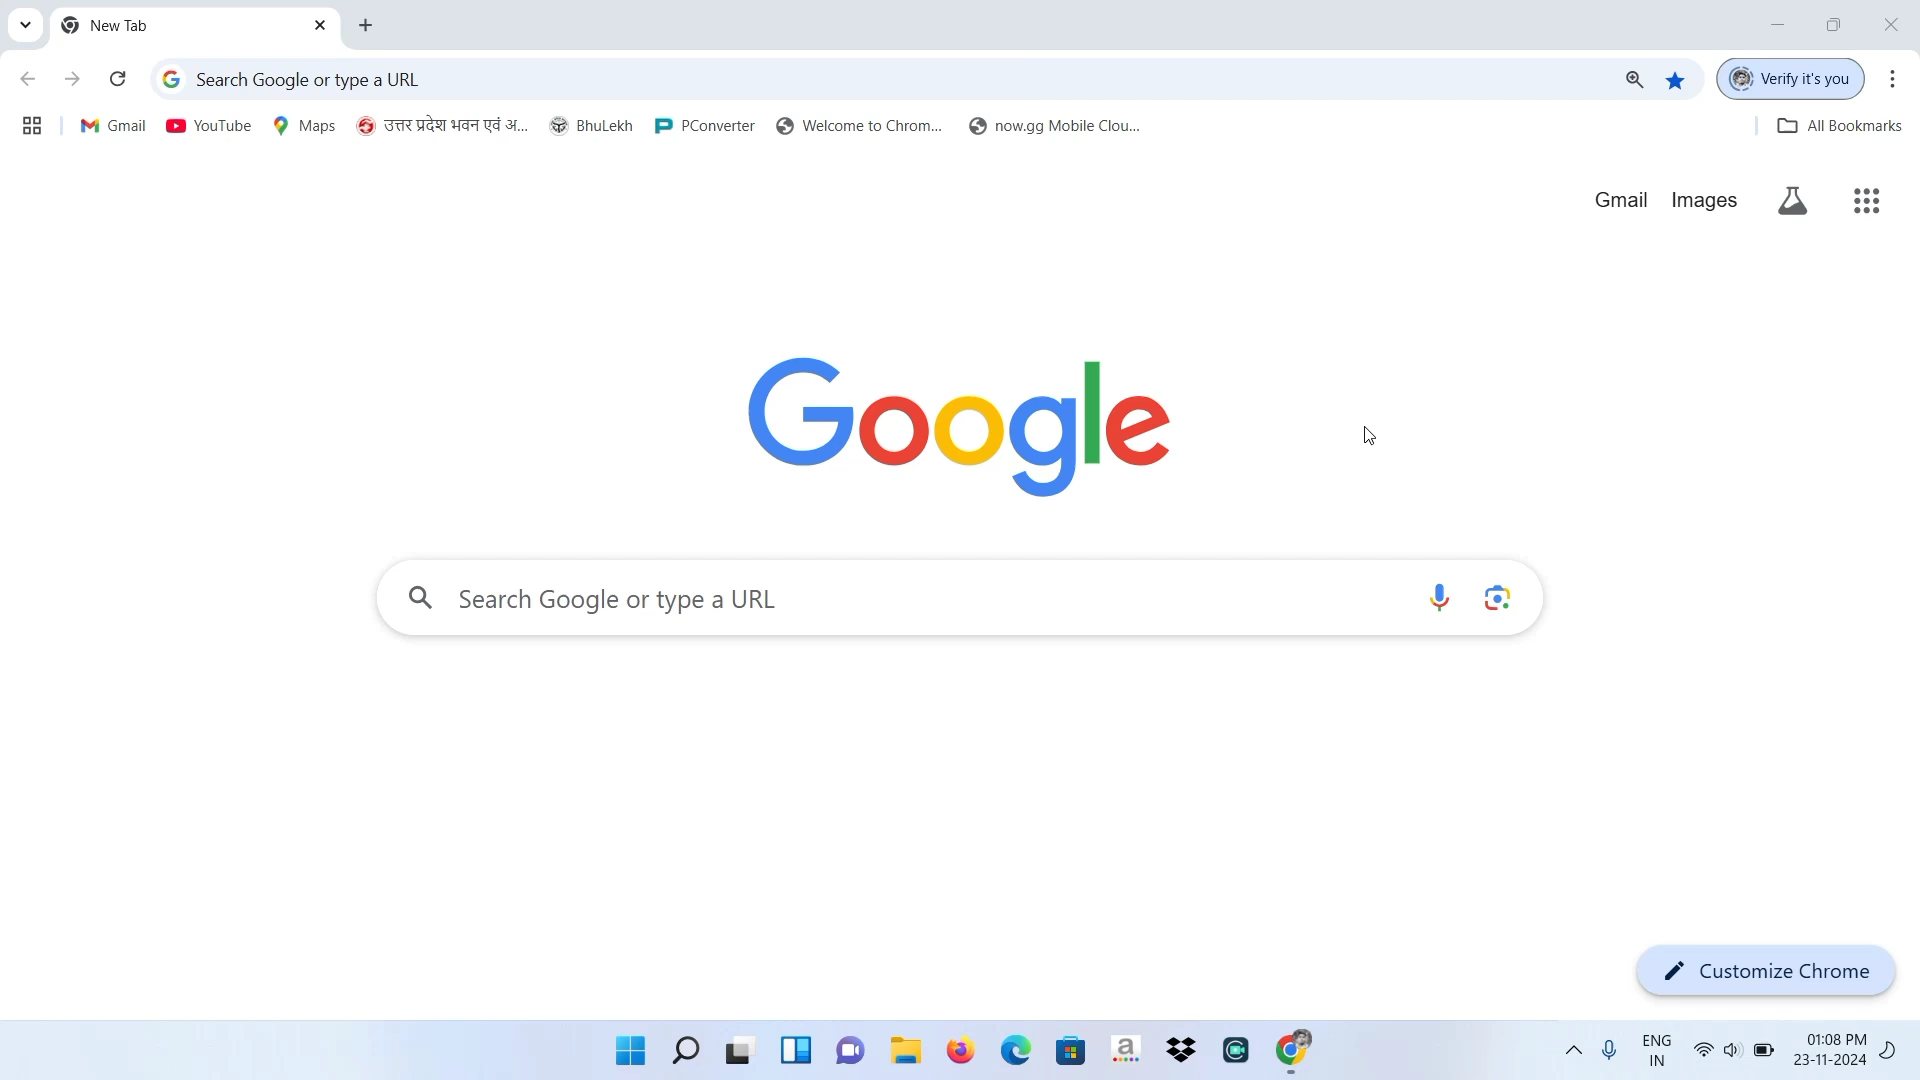 New Tab
Search Google or type a URL
Verify it's you
Gmail
YouTube
Maps
उत्तर प्रदेश भवन एवं अ...
BhuLekh
PConverter
Welcome to Chrom...
now.gg Mobile Clou...
All Bookmarks
Gmail Images
Google
Search Google or type a URL
Customize Chrome
ENG
IN
01:08 PM
23-11-2024